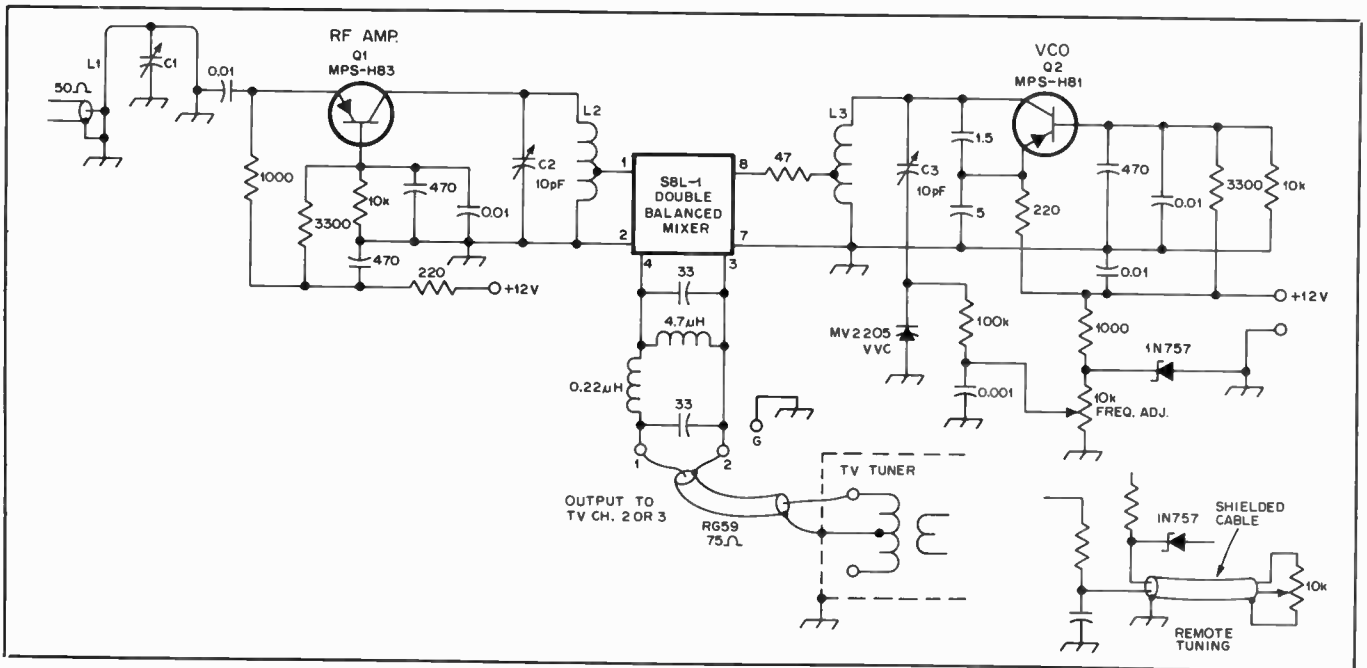 RF AMP.
Q1
MPS-H83
L1
C1
0.01
50Ω
1000
3300
10k
470
0.01
470
220
+12V
C2
10pF
L2
1
2
SBL-1
DOUBLE
BALANCED
MIXER
8
7
4
3
33
4.7µH
0.22µH
33
1
2
G
OUTPUT TO
TV CH. 2 OR 3
RG59
75Ω
TV TUNER
47
L3
C3
10pF
1.5
5
VCO
Q2
MPS-H81
220
470
0.01
3300
10k
0.01
+12V
MV2205
VVC
100k
0.001
1000
1N757
10k
FREQ. ADJ.
1N757
SHIELDED
CABLE
10k
REMOTE
TUNING